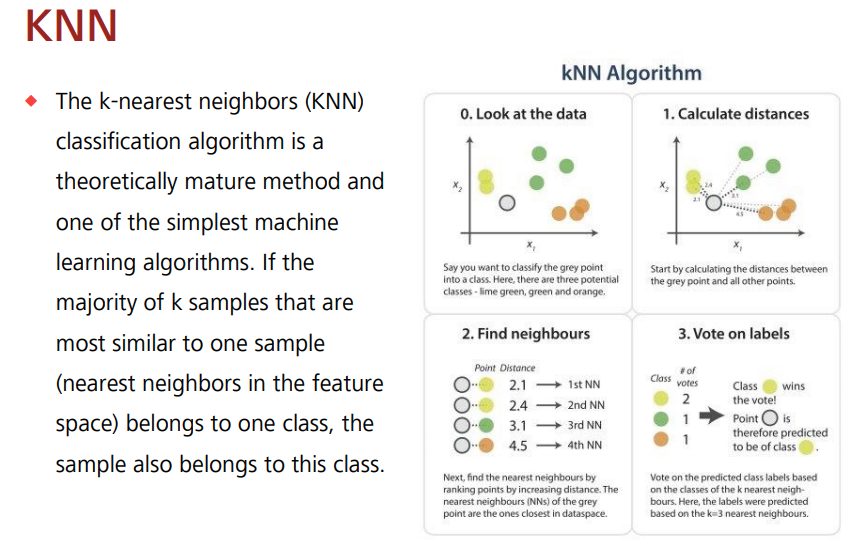 KNN
The k-nearest neighbors (KNN)
classification algorithm is a
theoretically mature method and
one of the simplest machine
learning algorithms. If the
majority of k samples that are
most similar to one sample
(nearest neighbors in the feature
space) belongs to one class, the
sample also belongs to this class.
kNN Algorithm
0. Look at the data
X2
X1
Say you want to classify the grey point
into a class. Here, there are three potential
classes - lime green, green and orange.
1. Calculate distances
X2
2.4
2.1
3.1
4.5
X1
Start by calculating the distances between
the grey point and all other points.
2. Find neighbours
Point Distance
2.1 → 1st NN
2.4 → 2nd NN
3.1 → 3rd NN
4.5 → 4th NN
Next, find the nearest neighbours by
ranking points by increasing distance. The
nearest neighbours (NNs) of the grey
point are the ones closest in dataspace.
3. Vote on labels
Class # of votes
2
1
1
Class wins
the vote!
Point is
therefore predicted
to be of class .
Vote on the predicted class labels based
on the classes of the k nearest neigh-
bours. Here, the labels were predicted
based on the k=3 nearest neighbours.